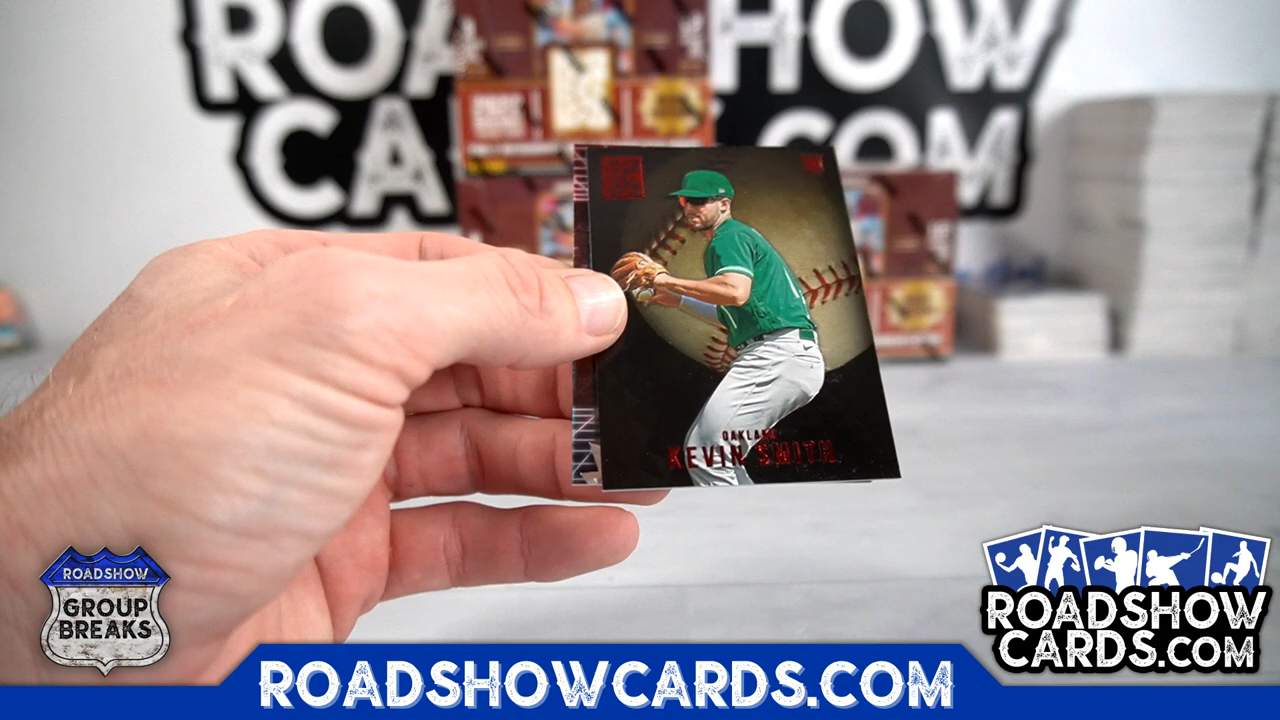 ROADSHOW
CARDS.COM
OAKLAND
KEVIN SMITH
ROADSHOW
GROUP
BREAKS
ROADSHOW
CARDS.COM
ROADSHOWCARDS.COM